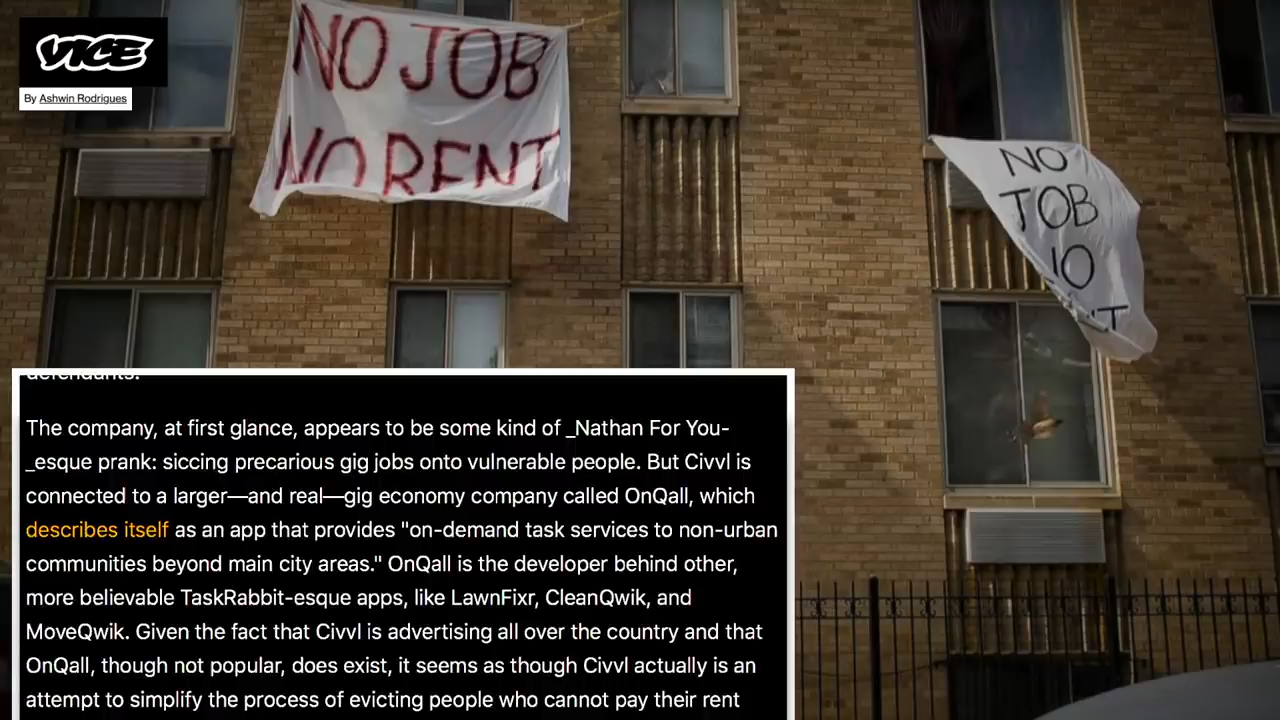 VICE
By Ashwin Rodrigues
NO JOB
NO RENT
NO
JOB
defendants.
The company, at first glance, appears to be some kind of _Nathan For You-
_esque prank: siccing precarious gig jobs onto vulnerable people. But Civvl is
connected to a larger—and real—gig economy company called OnQall, which
describes itself as an app that provides "on-demand task services to non-urban
communities beyond main city areas." OnQall is the developer behind other,
more believable TaskRabbit-esque apps, like LawnFixr, CleanQwik, and
MoveQwik. Given the fact that Civvl is advertising all over the country and that
OnQall, though not popular, does exist, it seems as though Civvl actually is an
attempt to simplify the process of evicting people who cannot pay their rent